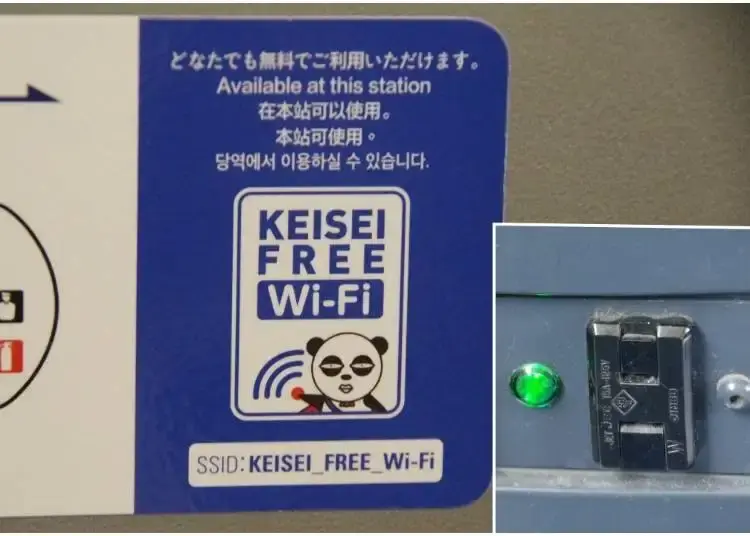 どなたでも無料でご利用いただけます。
Available at this station
在本站可以使用。
本站可使用。
당역에서 이용하실 수 있습니다.
KEISEI
FREE
Wi-Fi
SSID: KEISEI_FREE_Wi-Fi
15A-125V